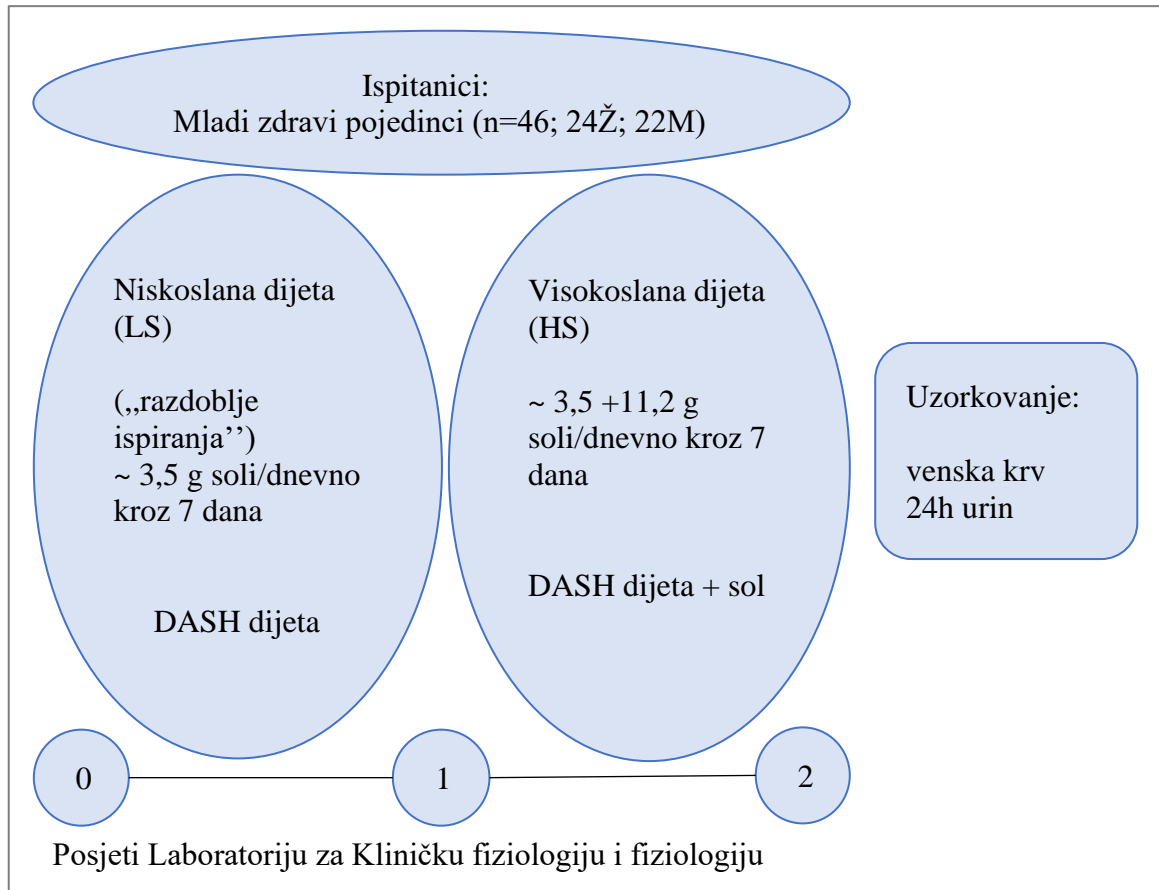 Ispitanici:
Mladi zdravi pojedinci (n=46; 24Ž; 22M)
Niskoslana dijeta
(LS)
(,,razdoblje
ispiranja’’)
~ 3,5 g soli/dnevno
kroz 7 dana
DASH dijeta
Visokoslana dijeta
(HS)
~ 3,5 +11,2 g
soli/dnevno kroz 7
dana
DASH dijeta + sol
Uzorkovanje:
venska krv
24h urin
0
1
2
Posjeti Laboratoriju za Kliničku fiziologiju i fiziologiju